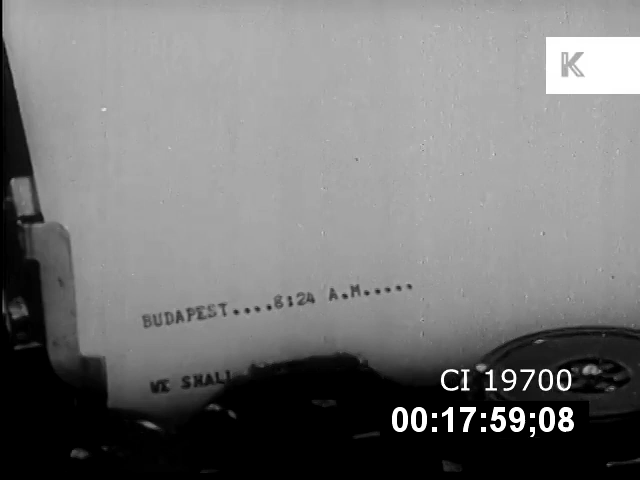 K
BUDAPEST....8:24 A.M.....
WE SHALL
CI 19700
00:17:59;08